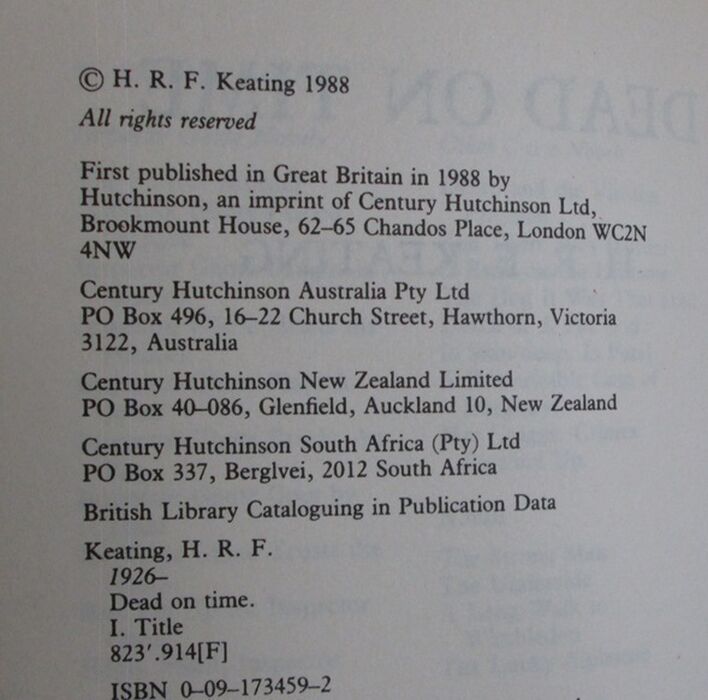 © H. R. F. Keating 1988
All rights reserved
First published in Great Britain in 1988 by
Hutchinson, an imprint of Century Hutchinson Ltd,
Brookmount House, 62–65 Chandos Place, London WC2N
4NW
Century Hutchinson Australia Pty Ltd
PO Box 496, 16–22 Church Street, Hawthorn, Victoria
3122, Australia
Century Hutchinson New Zealand Limited
PO Box 40–086, Glenfield, Auckland 10, New Zealand
Century Hutchinson South Africa (Pty) Ltd
PO Box 337, Berglvei, 2012 South Africa
British Library Cataloguing in Publication Data
Keating, H. R. F.
1926–
Dead on time.
I. Title
823′.914[F]
ISBN 0–09–173459–2